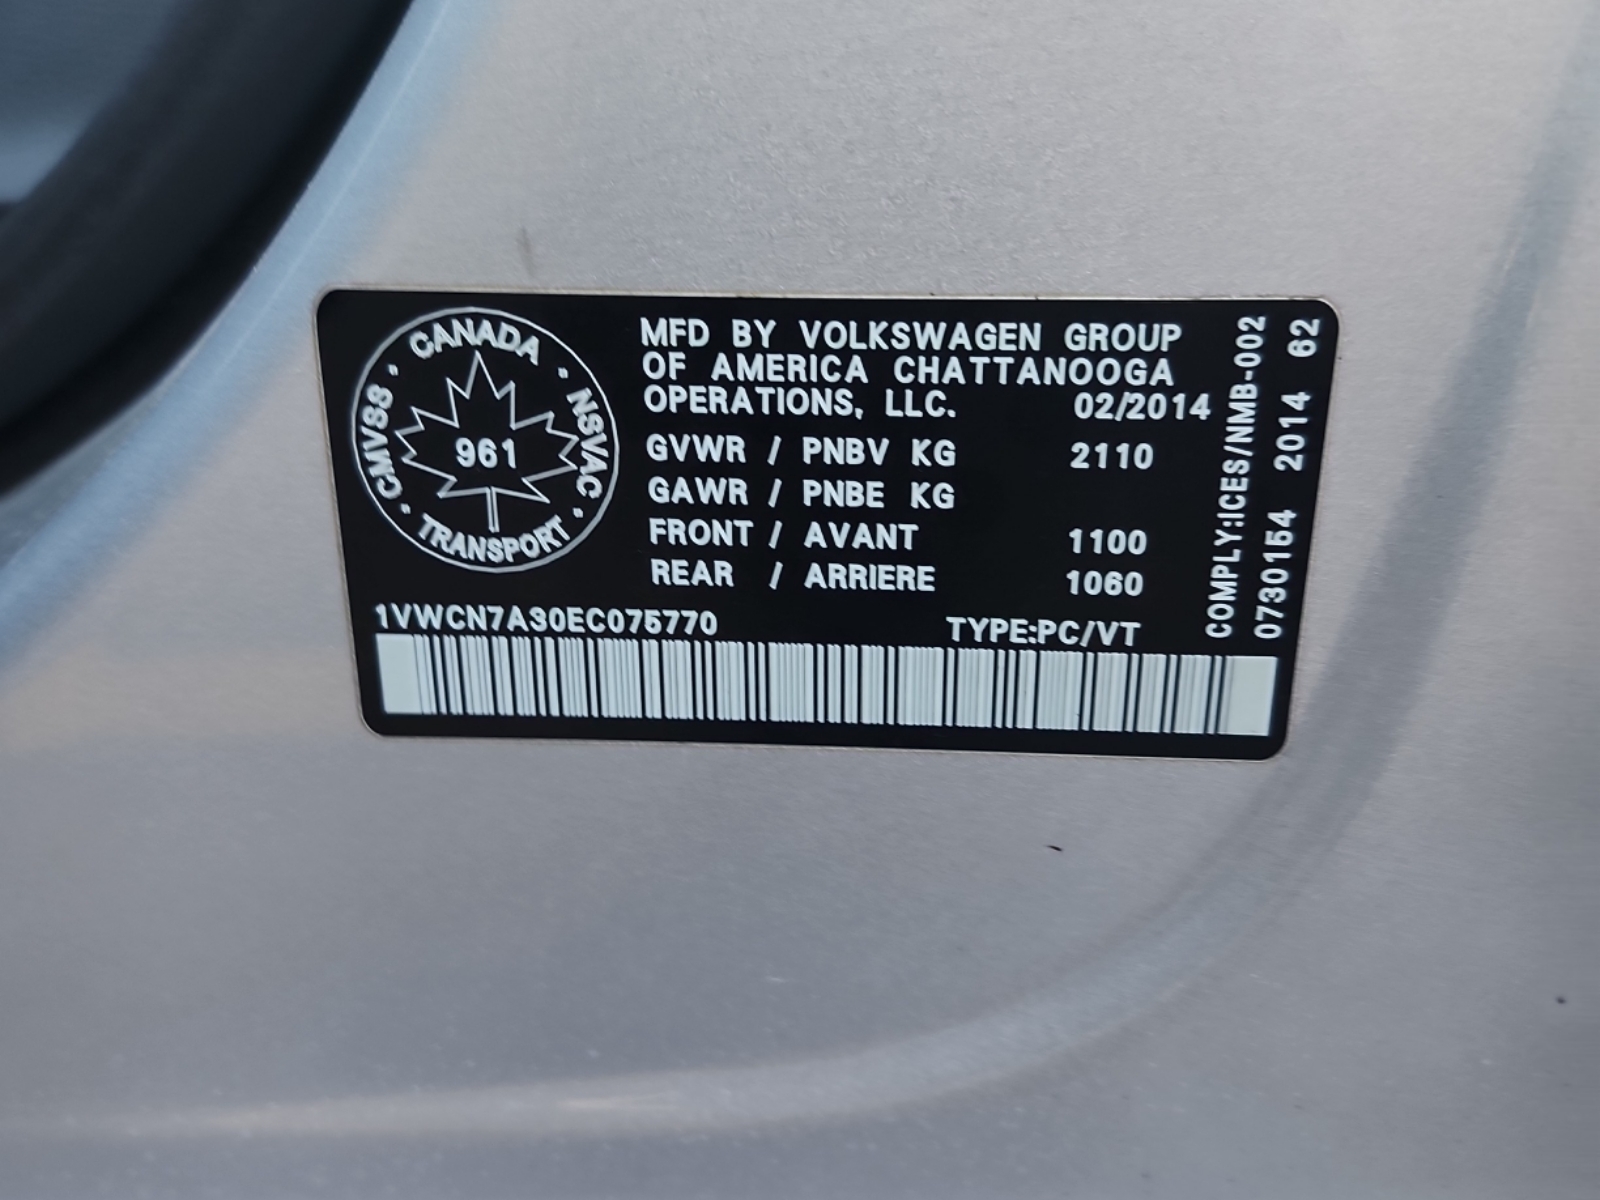 CANADA · NSVAC · TRANSPORT · CMVSS ·
961
MFD BY VOLKSWAGEN GROUP
OF AMERICA CHATTANOOGA
OPERATIONS, LLC. 02/2014
GVWR / PNBV KG 2110
GAWR / PNBE KG
FRONT / AVANT 1100
REAR / ARRIERE 1060
1VWCN7A30EC075770 TYPE:PC/VT
COMPLY:ICES/NMB-002
0730154 2014 62